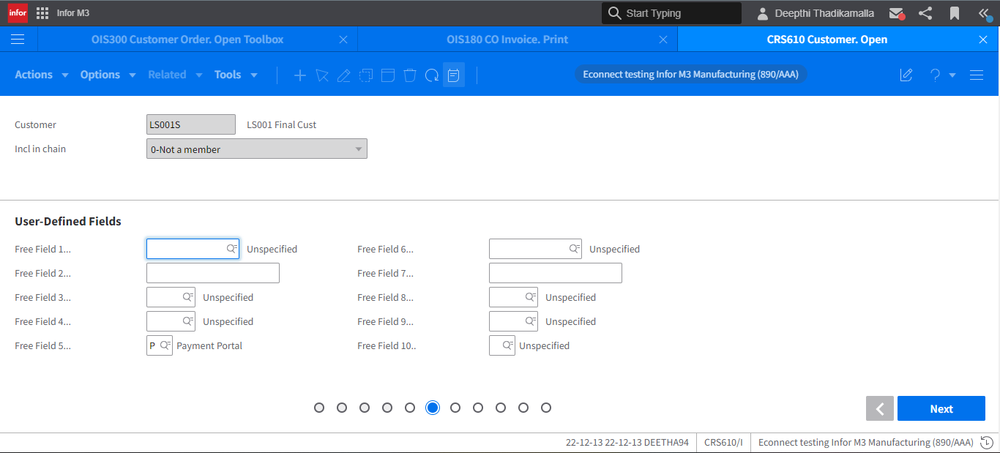 infor Infor M3 Start Typing Deepthi Thadikamalla
OIS300 Customer Order. Open Toolbox OIS180 CO Invoice. Print CRS610 Customer. Open
Actions Options Related Tools Econnect testing Infor M3 Manufacturing (890/AAA)
Customer LS001S LS001 Final Cust
Incl in chain 0-Not a member
User-Defined Fields
Free Field 1... Unspecified Free Field 6... Unspecified
Free Field 2... Free Field 7...
Free Field 3... Unspecified Free Field 8... Unspecified
Free Field 4... Unspecified Free Field 9... Unspecified
Free Field 5... P Payment Portal Free Field 10.. Unspecified
Next
22-12-13 22-12-13 DEETHA94 CRS610/I Econnect testing Infor M3 Manufacturing (890/AAA)